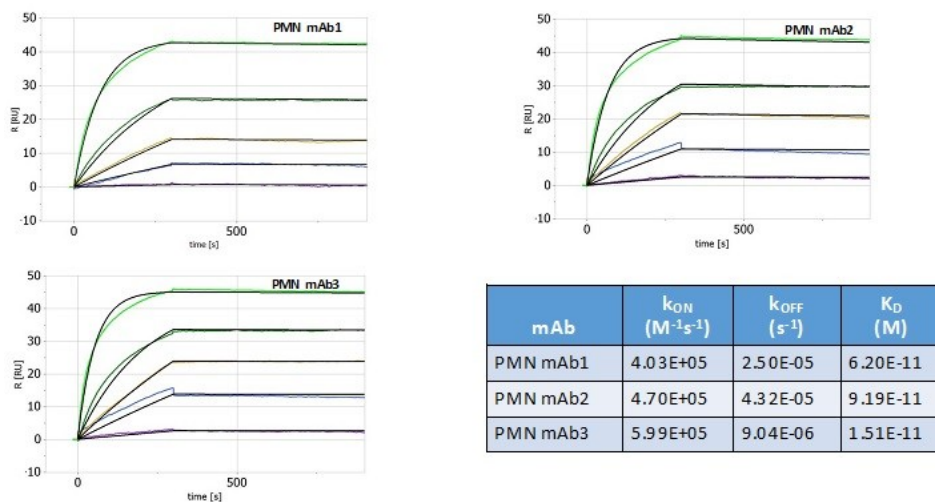 PMN mAb1
50
40
30
20
10
0
-10
R [RU]
0
500
time [s]
PMN mAb2
50
40
30
20
10
0
-10
R [RU]
0
500
time [s]
PMN mAb3
50
40
30
20
10
0
-10
R [RU]
0
500
time [s]
mAb kON (M-1s-1) kOFF (s-1) KD (M)
PMN mAb1 4.03E+05 2.50E-05 6.20E-11
PMN mAb2 4.70E+05 4.32E-05 9.19E-11
PMN mAb3 5.99E+05 9.04E-06 1.51E-11